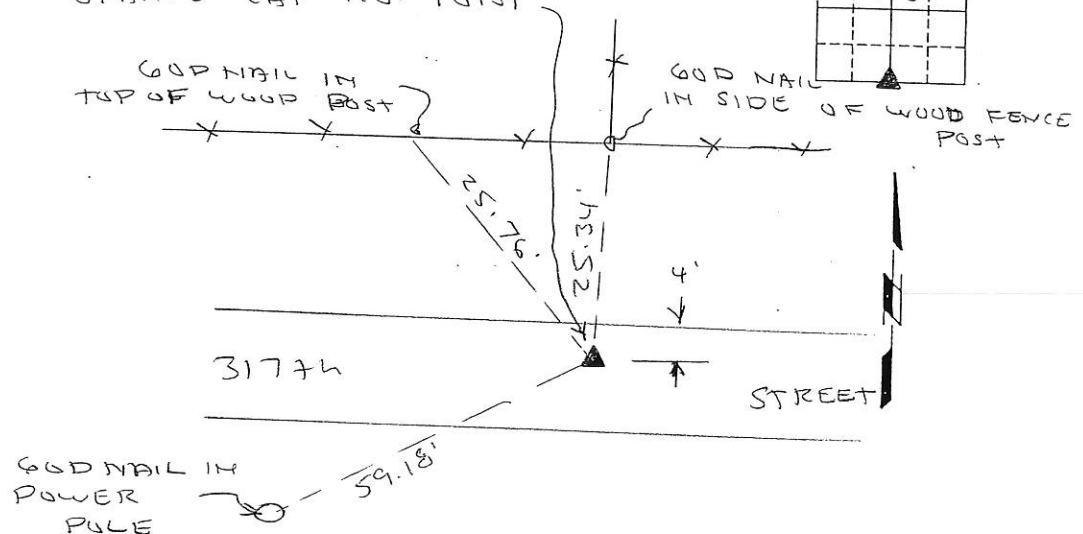 60D NAIL IN
TOP OF WOOD POST
60D NAIL
IN SIDE OF WOOD FENCE
POST
25.76'
25.34'
4'
317th
STREET
59.18'
60D NAIL IN
POWER
POLE